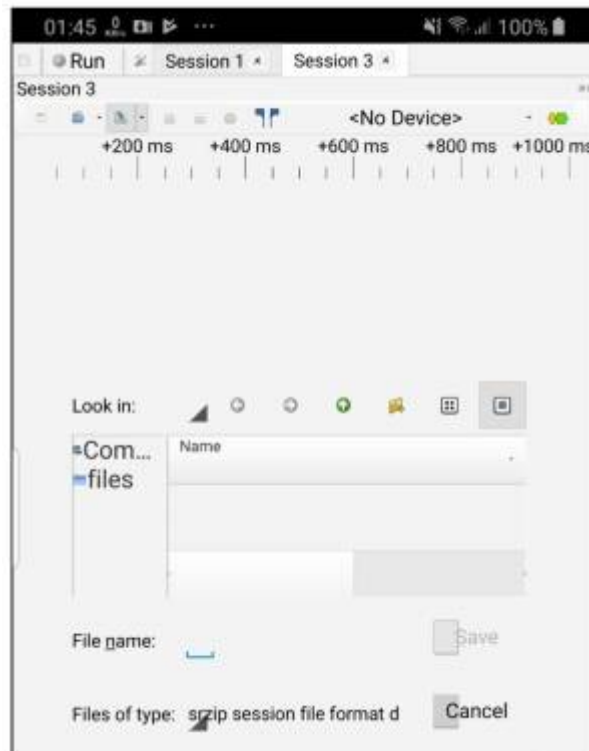 01:45 ... 100%
Run Session 1 Session 3
Session 3
<No Device>
+200 ms +400 ms +600 ms +800 ms +1000 ms
Look in:
Com... Name
files
File name: Save
Files of type: srzip session file format d Cancel